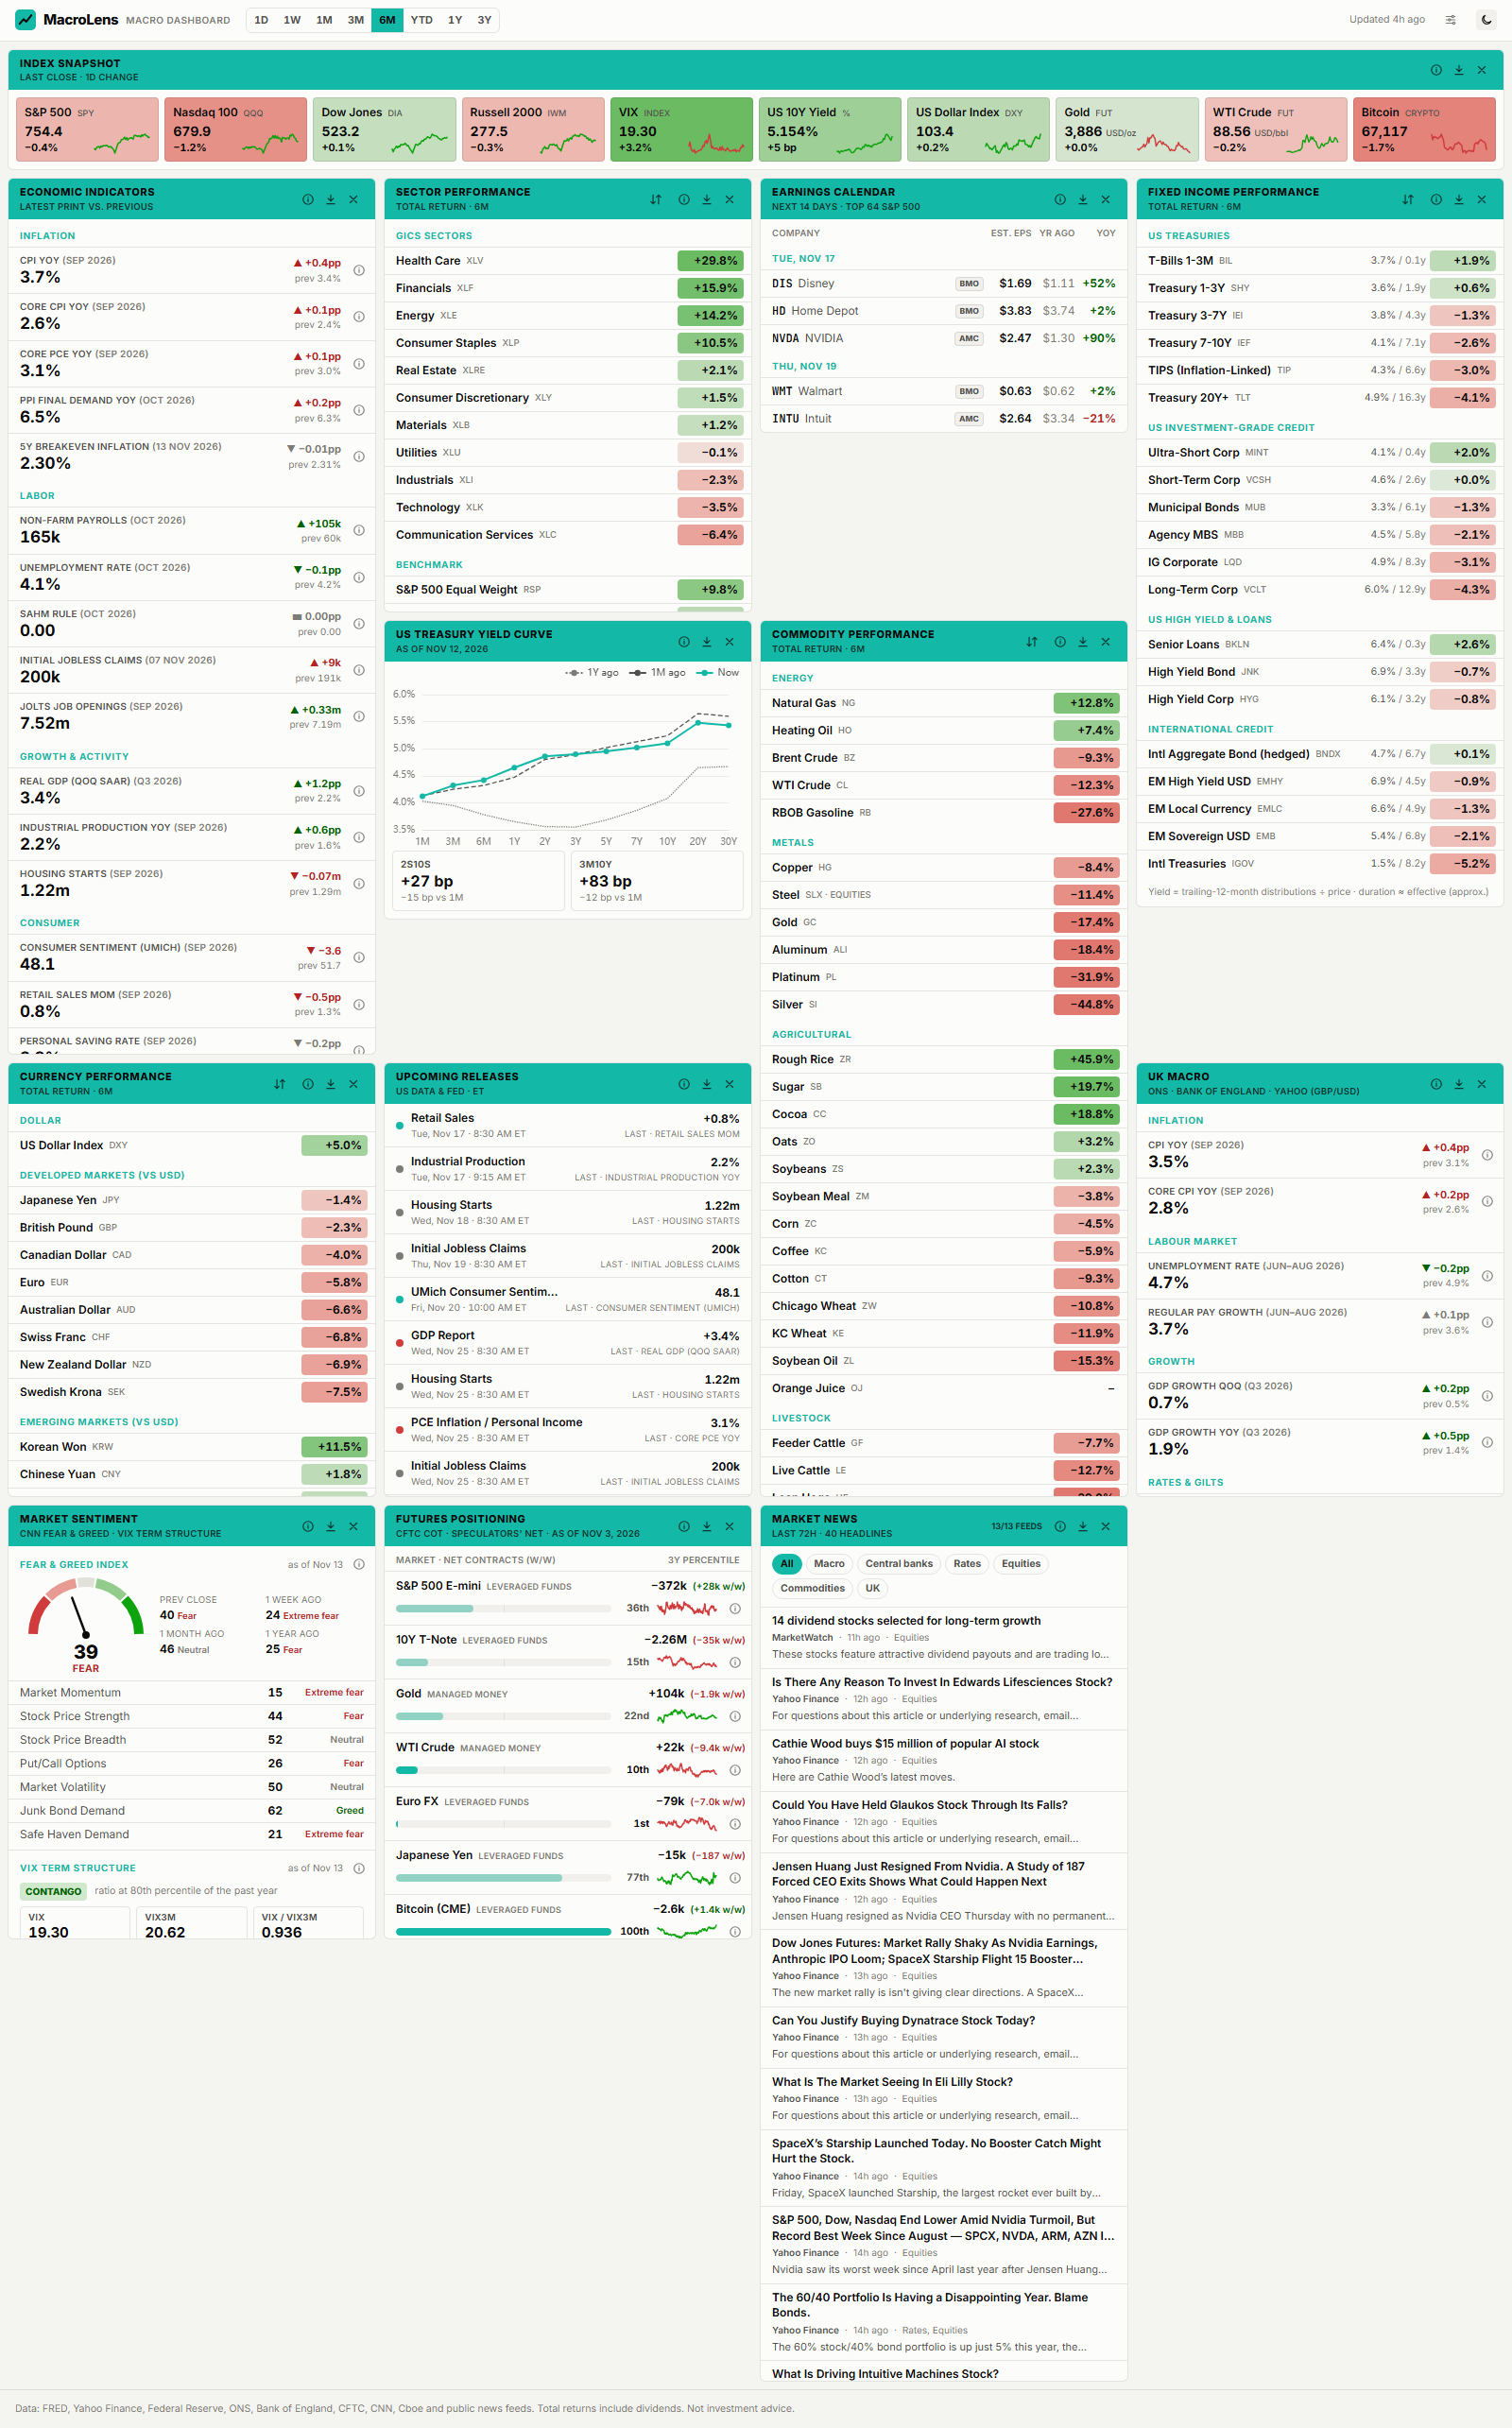 MacroLens MACRO DASHBOARD 1D 1W 1M 3M 6M YTD 1Y 3Y Updated 4h ago
INDEX SNAPSHOT
LAST CLOSE · 1D CHANGE
S&P 500 SPY
754.4
−0.4%
Nasdaq 100 QQQ
679.9
−1.2%
Dow Jones DIA
523.2
+0.1%
Russell 2000 IWM
277.5
−0.3%
VIX INDEX
19.30
+3.2%
US 10Y Yield %
5.154%
+5 bp
US Dollar Index DXY
103.4
+0.2%
Gold FUT
3,886 USD/oz
+0.0%
WTI Crude FUT
88.56 USD/bbl
−0.2%
Bitcoin CRYPTO
67,117
−1.7%
ECONOMIC INDICATORS
LATEST PRINT VS. PREVIOUS
INFLATION
CPI YOY (SEP 2026) ▲ +0.4pp
3.7% prev 3.4%
CORE CPI YOY (SEP 2026) ▲ +0.1pp
2.6% prev 2.4%
CORE PCE YOY (SEP 2026) ▲ +0.1pp
3.1% prev 3.0%
PPI FINAL DEMAND YOY (OCT 2026) ▲ +0.2pp
6.5% prev 6.3%
5Y BREAKEVEN INFLATION (13 NOV 2026) ▼ −0.01pp
2.30% prev 2.31%
LABOR
NON-FARM PAYROLLS (OCT 2026) ▲ +105k
165k prev 60k
UNEMPLOYMENT RATE (OCT 2026) ▼ −0.1pp
4.1% prev 4.2%
SAHM RULE (OCT 2026) 0.00pp
0.00 prev 0.00
INITIAL JOBLESS CLAIMS (07 NOV 2026) ▲ +9k
200k prev 191k
JOLTS JOB OPENINGS (SEP 2026) ▲ +0.33m
7.52m prev 7.19m
GROWTH & ACTIVITY
REAL GDP (QOQ SAAR) (Q3 2026) ▲ +1.2pp
3.4% prev 2.2%
INDUSTRIAL PRODUCTION YOY (SEP 2026) ▲ +0.6pp
2.2% prev 1.6%
HOUSING STARTS (SEP 2026) ▼ −0.07m
1.22m prev 1.29m
CONSUMER
CONSUMER SENTIMENT (UMICH) (SEP 2026) ▼ −3.6
48.1 prev 51.7
RETAIL SALES MOM (SEP 2026) ▼ −0.5pp
0.8% prev 1.3%
PERSONAL SAVING RATE (SEP 2026) ▼ −0.2pp
SECTOR PERFORMANCE
TOTAL RETURN · 6M
GICS SECTORS
Health Care XLV +29.8%
Financials XLF +15.9%
Energy XLE +14.2%
Consumer Staples XLP +10.5%
Real Estate XLRE +2.1%
Consumer Discretionary XLY +1.5%
Materials XLB +1.2%
Utilities XLU −0.1%
Industrials XLI −2.3%
Technology XLK −3.5%
Communication Services XLC −6.4%
BENCHMARK
S&P 500 Equal Weight RSP +9.8%
EARNINGS CALENDAR
NEXT 14 DAYS · TOP 64 S&P 500
COMPANY EST. EPS YR AGO YOY
TUE, NOV 17
DIS Disney BMO $1.69 $1.11 +52%
HD Home Depot BMO $3.83 $3.74 +2%
NVDA NVIDIA AMC $2.47 $1.30 +90%
THU, NOV 19
WMT Walmart BMO $0.63 $0.62 +2%
INTU Intuit AMC $2.64 $3.34 −21%
FIXED INCOME PERFORMANCE
TOTAL RETURN · 6M
US TREASURIES
T-Bills 1-3M BIL 3.7% / 0.1y +1.9%
Treasury 1-3Y SHY 3.6% / 1.9y +0.6%
Treasury 3-7Y IEI 3.8% / 4.3y −1.3%
Treasury 7-10Y IEF 4.1% / 7.1y −2.6%
TIPS (Inflation-Linked) TIP 4.3% / 6.6y −3.0%
Treasury 20Y+ TLT 4.9% / 16.3y −4.1%
US INVESTMENT-GRADE CREDIT
Ultra-Short Corp MINT 4.1% / 0.4y +2.0%
Short-Term Corp VCSH 4.6% / 2.6y +0.0%
Municipal Bonds MUB 3.3% / 6.1y −1.3%
Agency MBS MBB 4.5% / 5.8y −2.1%
IG Corporate LQD 4.9% / 8.3y −3.1%
Long-Term Corp VCLT 6.0% / 12.9y −4.3%
US HIGH YIELD & LOANS
Senior Loans BKLN 6.4% / 0.3y +2.6%
High Yield Bond JNK 6.9% / 3.3y −0.7%
High Yield Corp HYG 6.1% / 3.2y −0.8%
INTERNATIONAL CREDIT
Intl Aggregate Bond (hedged) BNDX 4.7% / 6.7y +0.1%
EM High Yield USD EMHY 6.9% / 4.5y −0.9%
EM Local Currency EMLC 6.6% / 4.9y −1.3%
EM Sovereign USD EMB 5.4% / 6.8y −2.1%
Intl Treasuries IGOV 1.5% / 8.2y −5.2%
Yield = trailing-12-month distributions ÷ price · duration ≈ effective (approx.)
US TREASURY YIELD CURVE
AS OF NOV 12, 2026
1Y ago 1M ago Now
6.0%
5.5%
5.0%
4.5%
4.0%
3.5%
1M 3M 6M 1Y 2Y 3Y 5Y 7Y 10Y 20Y 30Y
2S10S
+27 bp
−15 bp vs 1M
3M10Y
+83 bp
−12 bp vs 1M
COMMODITY PERFORMANCE
TOTAL RETURN · 6M
ENERGY
Natural Gas NG +12.8%
Heating Oil HO +7.4%
Brent Crude BZ −9.3%
WTI Crude CL −12.3%
RBOB Gasoline RB −27.6%
METALS
Copper HG −8.4%
Steel SLX · EQUITIES −11.4%
Gold GC −17.4%
Aluminum ALI −18.4%
Platinum PL −31.9%
Silver SI −44.8%
AGRICULTURAL
Rough Rice ZR +45.9%
Sugar SB +19.7%
Cocoa CC +18.8%
Oats ZO +3.2%
Soybeans ZS +2.3%
Soybean Meal ZM −3.8%
Corn ZC −4.5%
Coffee KC −5.9%
Cotton CT −9.3%
Chicago Wheat ZW −10.8%
KC Wheat KE −11.9%
Soybean Oil ZL −15.3%
Orange Juice OJ –
LIVESTOCK
Feeder Cattle GF −7.7%
Live Cattle LE −12.7%
CURRENCY PERFORMANCE
TOTAL RETURN · 6M
DOLLAR
US Dollar Index DXY +5.0%
DEVELOPED MARKETS (VS USD)
Japanese Yen JPY −1.4%
British Pound GBP −2.3%
Canadian Dollar CAD −4.0%
Euro EUR −5.8%
Australian Dollar AUD −6.6%
Swiss Franc CHF −6.8%
New Zealand Dollar NZD −6.9%
Swedish Krona SEK −7.5%
EMERGING MARKETS (VS USD)
Korean Won KRW +11.5%
Chinese Yuan CNY +1.8%
UPCOMING RELEASES
US DATA & FED · ET
Retail Sales +0.8%
Tue, Nov 17 · 8:30 AM ET LAST · RETAIL SALES MOM
Industrial Production 2.2%
Tue, Nov 17 · 9:15 AM ET LAST · INDUSTRIAL PRODUCTION YOY
Housing Starts 1.22m
Wed, Nov 18 · 8:30 AM ET LAST · HOUSING STARTS
Initial Jobless Claims 200k
Thu, Nov 19 · 8:30 AM ET LAST · INITIAL JOBLESS CLAIMS
UMich Consumer Sentim... 48.1
Fri, Nov 20 · 10:00 AM ET LAST · CONSUMER SENTIMENT (UMICH)
GDP Report +3.4%
Wed, Nov 25 · 8:30 AM ET LAST · REAL GDP (QOQ SAAR)
Housing Starts 1.22m
Wed, Nov 25 · 8:30 AM ET LAST · HOUSING STARTS
PCE Inflation / Personal Income 3.1%
Wed, Nov 25 · 8:30 AM ET LAST · CORE PCE YOY
Initial Jobless Claims 200k
Wed, Nov 25 · 8:30 AM ET LAST · INITIAL JOBLESS CLAIMS
UK MACRO
ONS · BANK OF ENGLAND · YAHOO (GBP/USD)
INFLATION
CPI YOY (SEP 2026) ▲ +0.4pp
3.5% prev 3.1%
CORE CPI YOY (SEP 2026) ▲ +0.2pp
2.8% prev 2.6%
LABOUR MARKET
UNEMPLOYMENT RATE (JUN–AUG 2026) ▼ −0.2pp
4.7% prev 4.9%
REGULAR PAY GROWTH (JUN–AUG 2026) ▲ +0.1pp
3.7% prev 3.6%
GROWTH
GDP GROWTH QOQ (Q3 2026) ▲ +0.2pp
0.7% prev 0.5%
GDP GROWTH YOY (Q3 2026) ▲ +0.5pp
1.9% prev 1.4%
RATES & GILTS
MARKET SENTIMENT
CNN FEAR & GREED · VIX TERM STRUCTURE
FEAR & GREED INDEX as of Nov 13
39
FEAR
PREV CLOSE
40 Fear
1 WEEK AGO
24 Extreme fear
1 MONTH AGO
46 Neutral
1 YEAR AGO
25 Fear
Market Momentum 15 Extreme fear
Stock Price Strength 44 Fear
Stock Price Breadth 52 Neutral
Put/Call Options 26 Fear
Market Volatility 50 Neutral
Junk Bond Demand 62 Greed
Safe Haven Demand 21 Extreme fear
VIX TERM STRUCTURE as of Nov 13
CONTANGO ratio at 80th percentile of the past year
VIX VIX3M VIX / VIX3M
19.30 20.62 0.936
FUTURES POSITIONING
CFTC COT · SPECULATORS' NET · AS OF NOV 3, 2026
MARKET · NET CONTRACTS (W/W) 3Y PERCENTILE
S&P 500 E-mini LEVERAGED FUNDS −372k (+28k w/w)
36th
10Y T-Note LEVERAGED FUNDS −2.26M (−35k w/w)
15th
Gold MANAGED MONEY +104k (−1.9k w/w)
22nd
WTI Crude MANAGED MONEY +22k (−9.4k w/w)
10th
Euro FX LEVERAGED FUNDS −79k (−7.0k w/w)
1st
Japanese Yen LEVERAGED FUNDS −15k (−187 w/w)
77th
Bitcoin (CME) LEVERAGED FUNDS −2.6k (+1.4k w/w)
100th
MARKET NEWS
LAST 72H · 40 HEADLINES 13/13 FEEDS
All Macro Central banks Rates Equities
Commodities UK
14 dividend stocks selected for long-term growth
MarketWatch · 11h ago · Equities
These stocks feature attractive dividend payouts and are trading lo...
Is There Any Reason To Invest In Edwards Lifesciences Stock?
Yahoo Finance · 12h ago · Equities
For questions about this article or underlying research, email...
Cathie Wood buys $15 million of popular AI stock
Yahoo Finance · 12h ago · Equities
Here are Cathie Wood’s latest moves.
Could You Have Held Glaukos Stock Through Its Falls?
Yahoo Finance · 12h ago · Equities
For questions about this article or underlying research, email...
Jensen Huang Just Resigned From Nvidia. A Study of 187
Forced CEO Exits Shows What Could Happen Next
Yahoo Finance · 12h ago · Equities
Jensen Huang resigned as Nvidia CEO Thursday with no permanent...
Dow Jones Futures: Market Rally Shaky As Nvidia Earnings,
Anthropic IPO Loom; SpaceX Starship Flight 15 Booster...
Yahoo Finance · 13h ago · Equities
The new market rally is isn't giving clear directions. A SpaceX...
Can You Justify Buying Dynatrace Stock Today?
Yahoo Finance · 13h ago · Equities
For questions about this article or underlying research, email...
What Is The Market Seeing In Eli Lilly Stock?
Yahoo Finance · 13h ago · Equities
For questions about this article or underlying research, email...
SpaceX’s Starship Launched Today. No Booster Catch Might
Hurt the Stock.
Yahoo Finance · 14h ago · Equities
Friday, SpaceX launched Starship, the largest rocket ever built by...
S&P 500, Dow, Nasdaq End Lower Amid Nvidia Turmoil, But
Record Best Week Since August — SPCX, NVDA, ARM, AZN I...
Yahoo Finance · 14h ago · Equities
Nvidia saw its worst week since April last year after Jensen Huang...
The 60/40 Portfolio Is Having a Disappointing Year. Blame
Bonds.
Yahoo Finance · 14h ago · Rates, Equities
The 60% stock/40% bond portfolio is up just 5% this year, the...
What Is Driving Intuitive Machines Stock?
Data: FRED, Yahoo Finance, Federal Reserve, ONS, Bank of England, CFTC, CNN, Cboe and public news feeds. Total returns include dividends. Not investment advice.